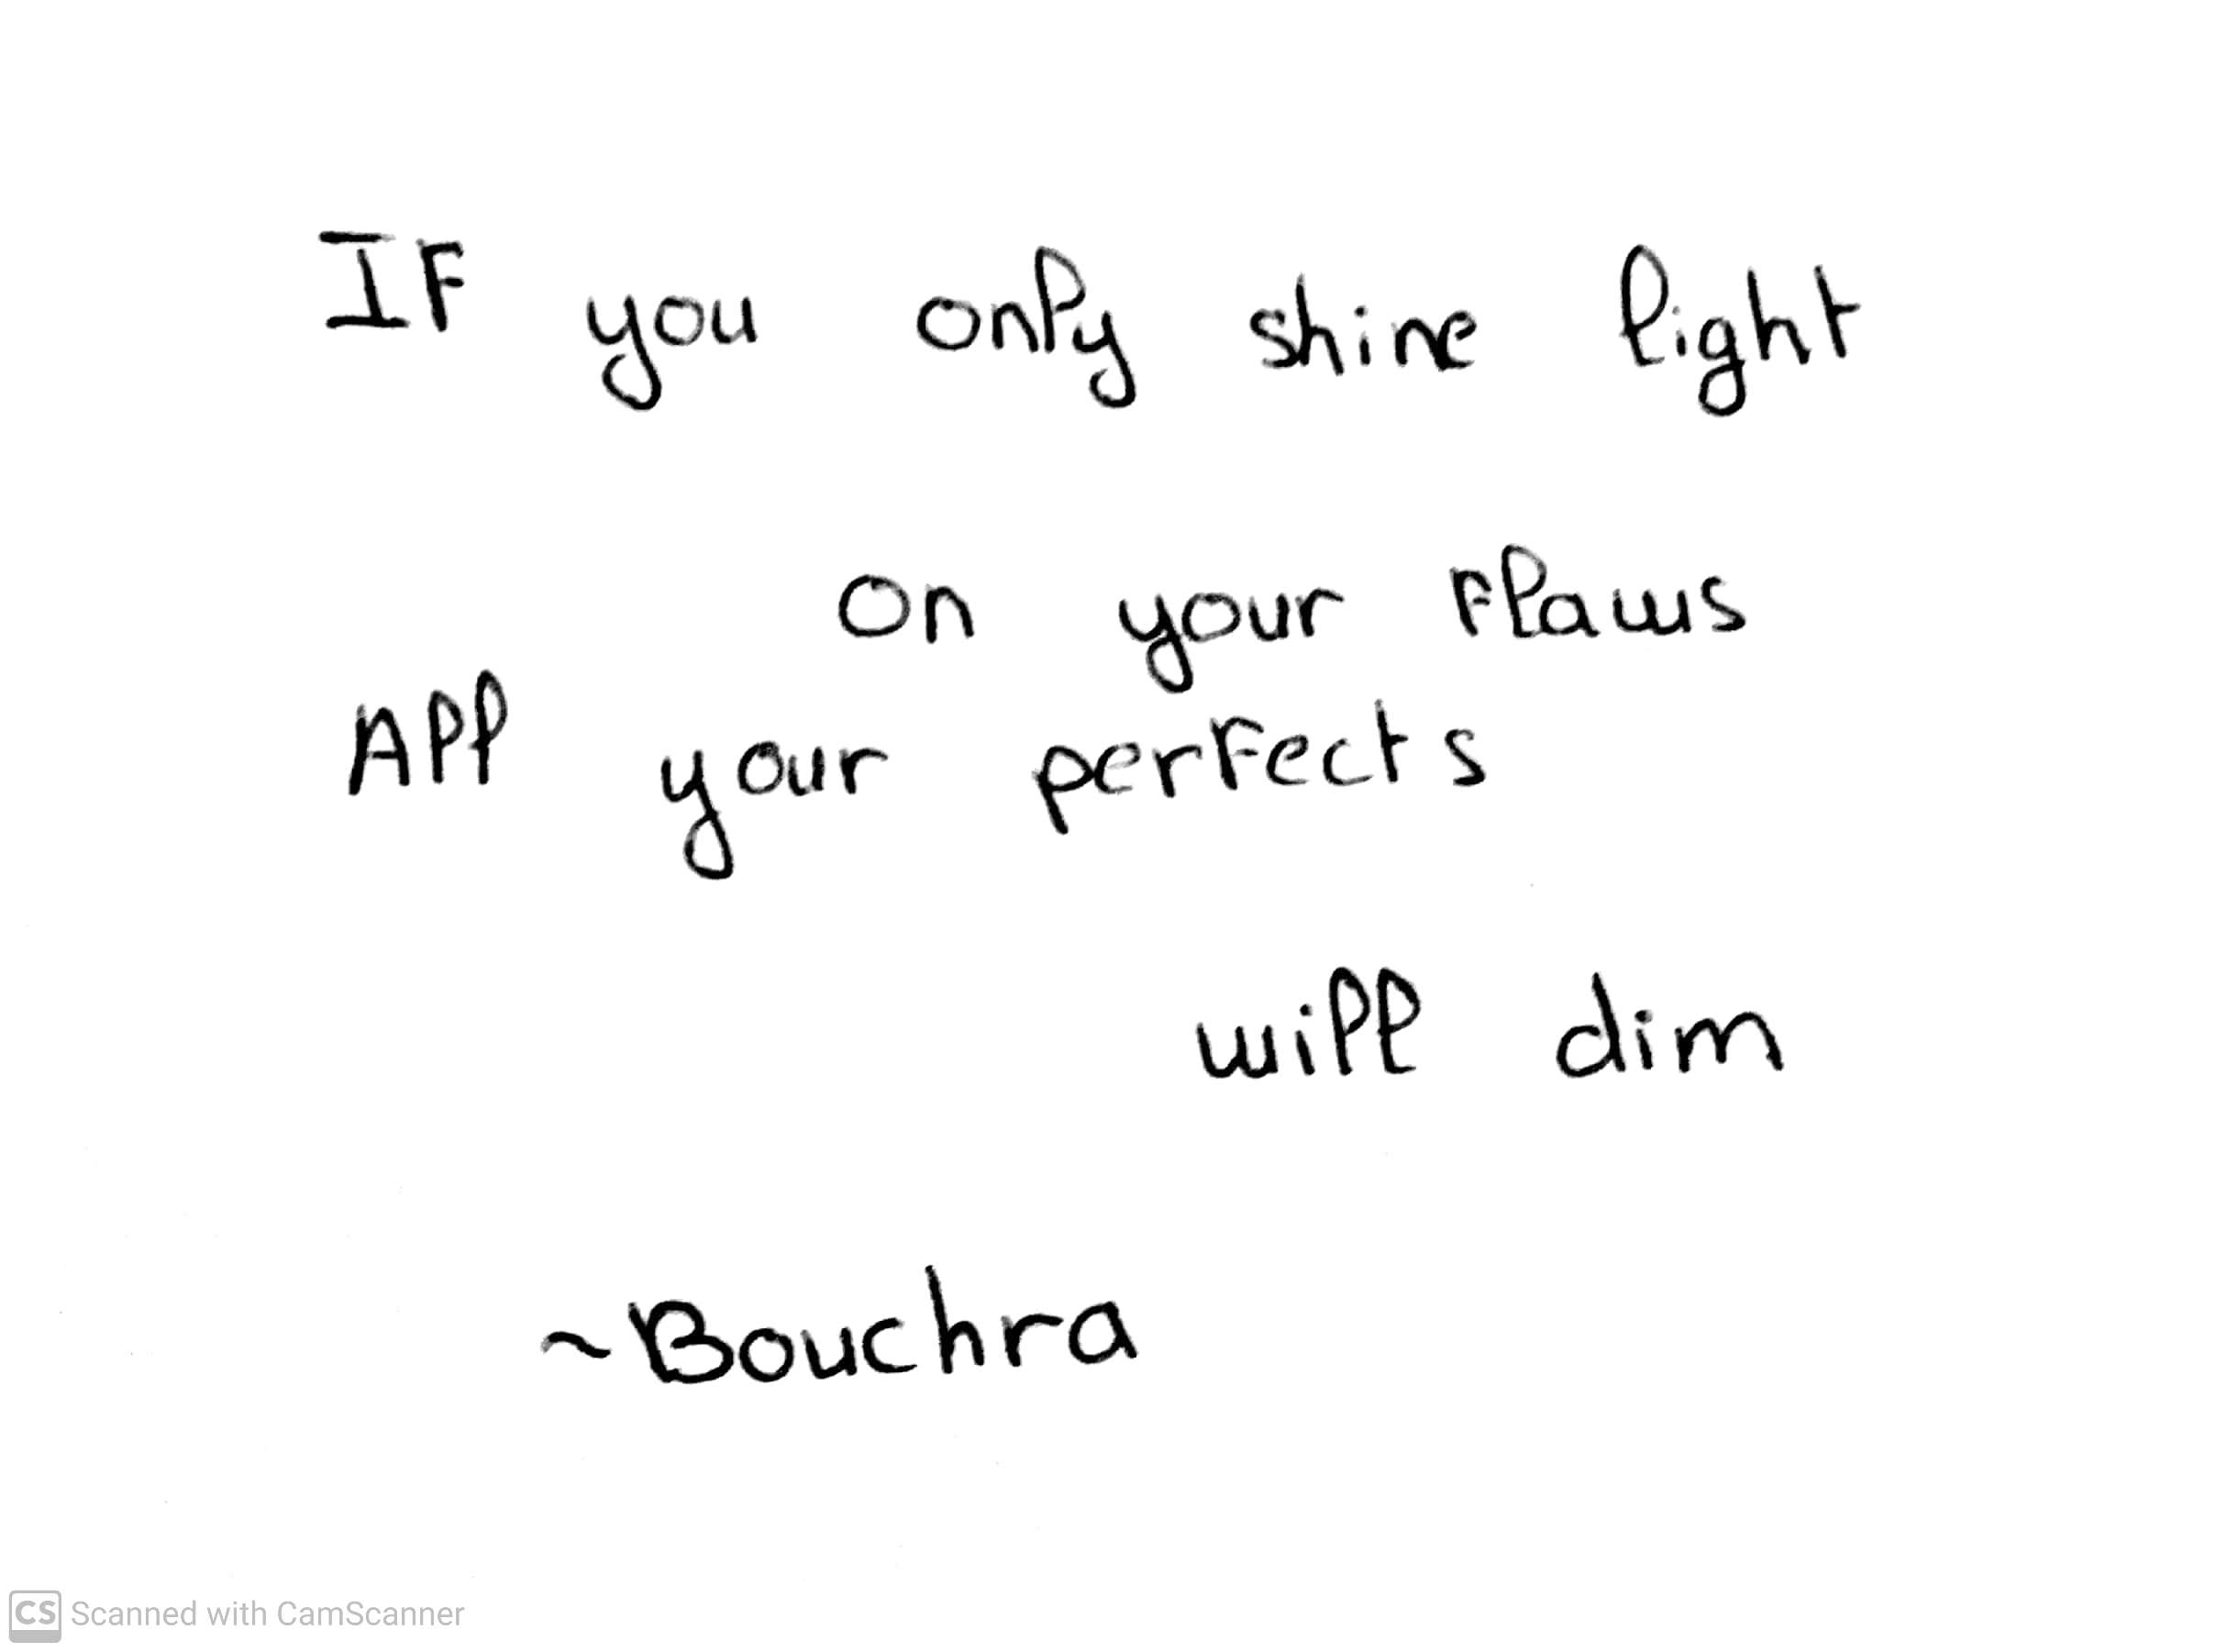 IF you only shine light
on your Flaws
All your perFects
will dim
~Bouchra
CS Scanned with CamScanner